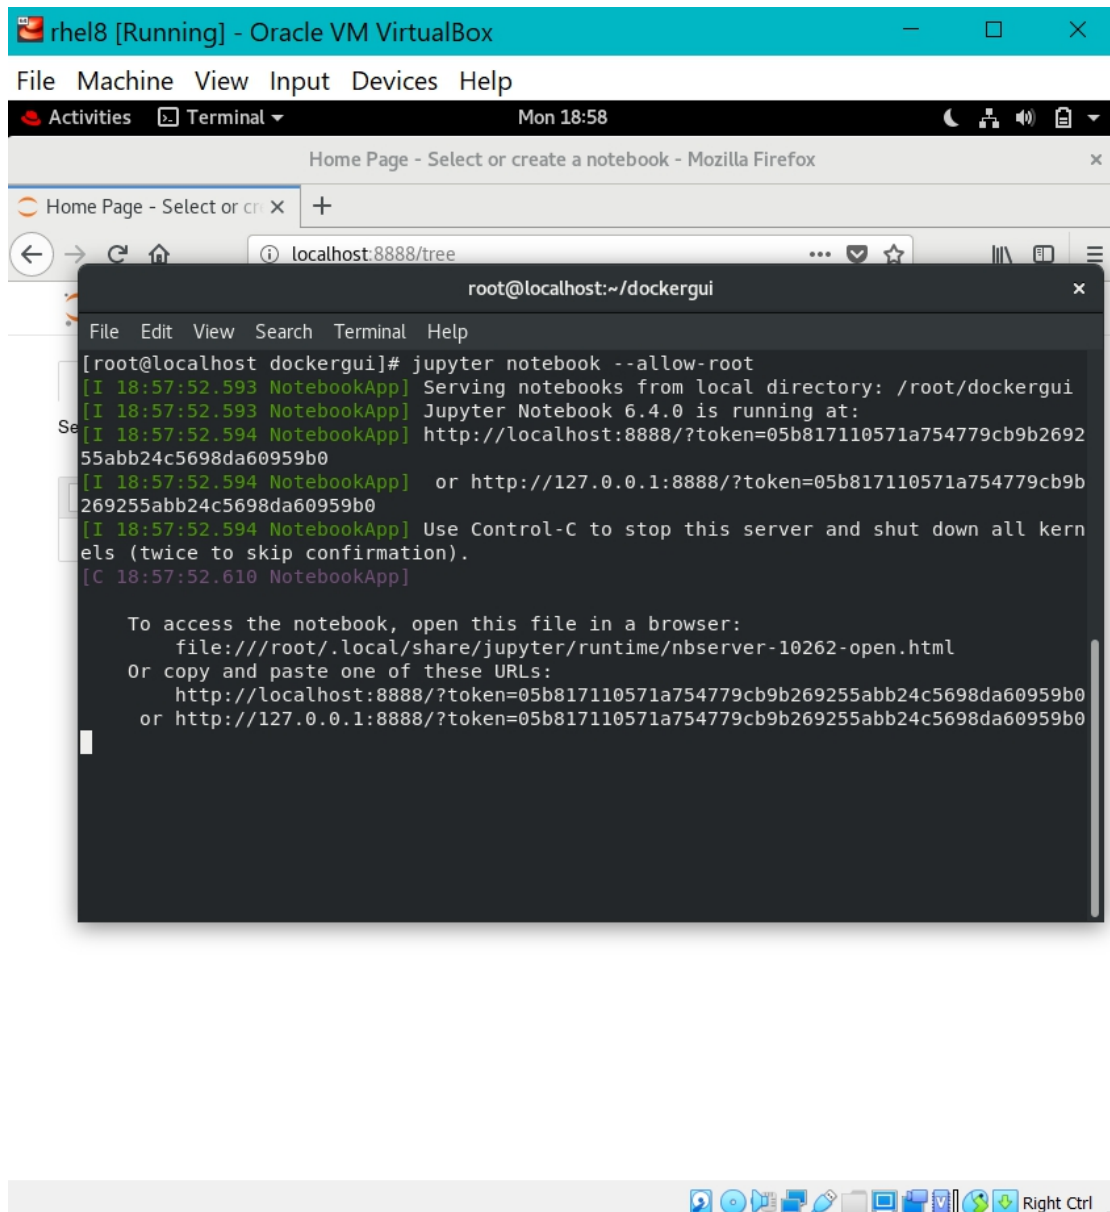 rhel8 [Running] - Oracle VM VirtualBox
File Machine View Input Devices Help
Activities Terminal Mon 18:58
Home Page - Select or create a notebook - Mozilla Firefox
Home Page - Select or cr
localhost:8888/tree
root@localhost:~/dockergui
File Edit View Search Terminal Help
[root@localhost dockergui]# jupyter notebook --allow-root
[I 18:57:52.593 NotebookApp] Serving notebooks from local directory: /root/dockergui
[I 18:57:52.593 NotebookApp] Jupyter Notebook 6.4.0 is running at:
Se
[I 18:57:52.594 NotebookApp] http://localhost:8888/?token=05b817110571a754779cb9b2692
55abb24c5698da60959b0
[I 18:57:52.594 NotebookApp]  or http://127.0.0.1:8888/?token=05b817110571a754779cb9b
269255abb24c5698da60959b0
[I 18:57:52.594 NotebookApp] Use Control-C to stop this server and shut down all kern
els (twice to skip confirmation).
[C 18:57:52.610 NotebookApp]
To access the notebook, open this file in a browser:
file:///root/.local/share/jupyter/runtime/nbserver-10262-open.html
Or copy and paste one of these URLs:
http://localhost:8888/?token=05b817110571a754779cb9b269255abb24c5698da60959b0
or http://127.0.0.1:8888/?token=05b817110571a754779cb9b269255abb24c5698da60959b0
Right Ctrl